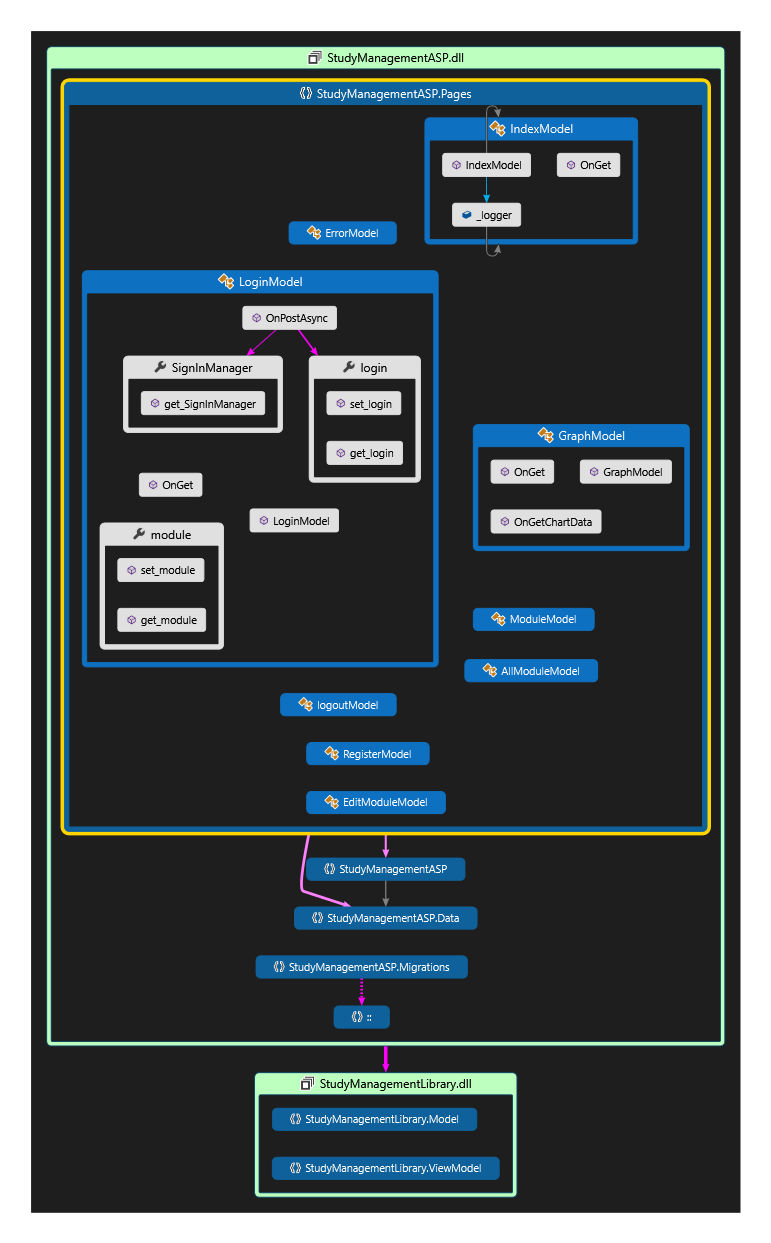 StudyManagementASP.dll
StudyManagementASP.Pages
IndexModel
IndexModel
OnGet
_logger
ErrorModel
LoginModel
OnPostAsync
SignInManager
login
get_SignInManager
set_login
get_login
GraphModel
OnGet
GraphModel
OnGetChartData
OnGet
LoginModel
module
set_module
get_module
ModuleModel
AllModuleModel
logoutModel
RegisterModel
EditModuleModel
StudyManagementASP
StudyManagementASP.Data
StudyManagementASP.Migrations
::
StudyManagementLibrary.dll
StudyManagementLibrary.Model
StudyManagementLibrary.ViewModel